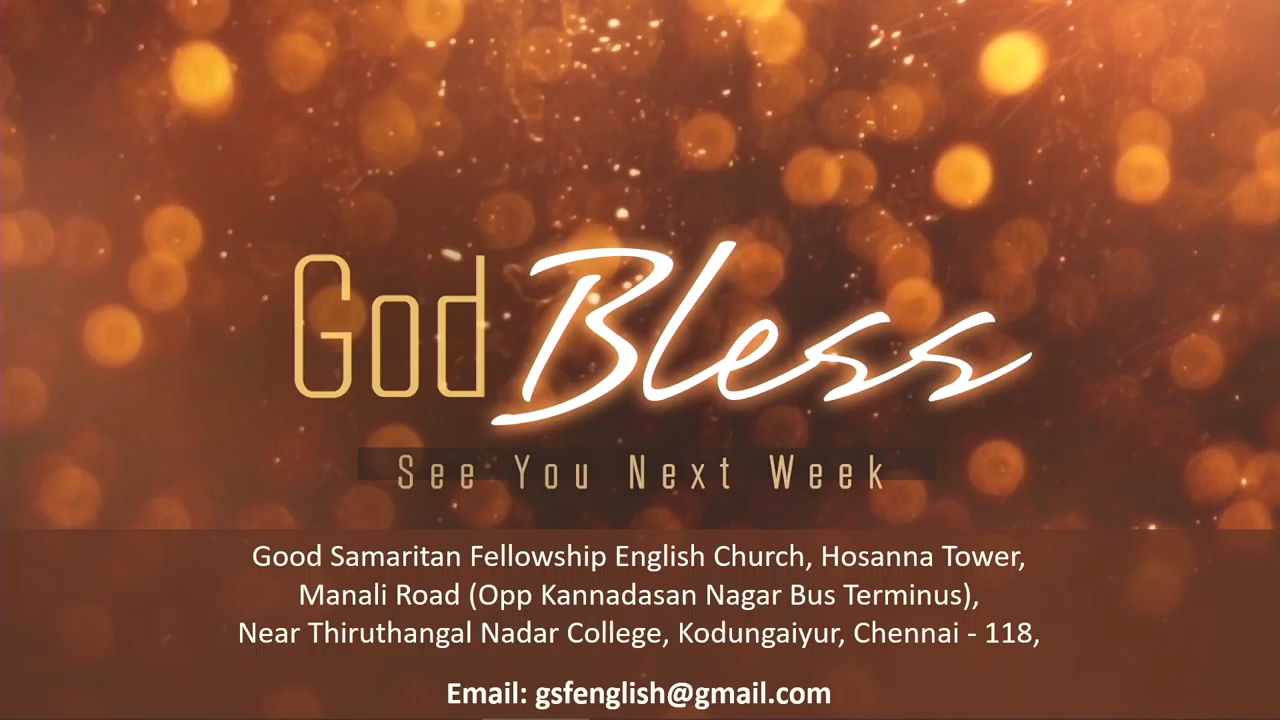 God Bless
See You Next Week
Good Samaritan Fellowship English Church, Hosanna Tower,
Manali Road (Opp Kannadasan Nagar Bus Terminus),
Near Thiruthangal Nadar College, Kodungaiyur, Chennai - 118,
Email: gsfenglish@gmail.com